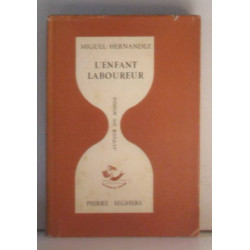 MIGUEL HERNANDEZ
L'ENFANT
LABOUREUR
PIERRE SEGHERS